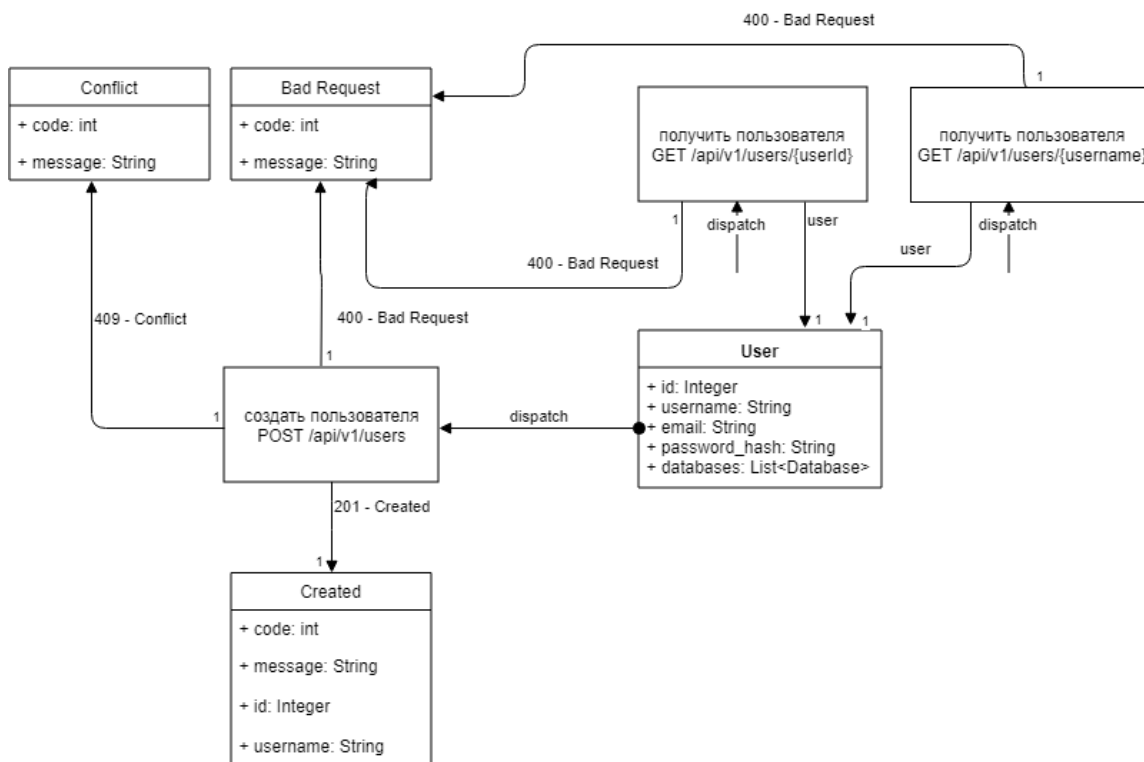 400 - Bad Request
1
Conflict
+ code: int
+ message: String
Bad Request
+ code: int
+ message: String
получить пользователя
GET /api/v1/users/{userId}
получить пользователя
GET /api/v1/users/{username}
1
dispatch
user
dispatch
user
400 - Bad Request
409 - Conflict
400 - Bad Request
1
1
1
User
+ id: Integer
+ username: String
+ email: String
+ password_hash: String
+ databases: List<Database>
1
создать пользователя
POST /api/v1/users
dispatch
201 - Created
1
Created
+ code: int
+ message: String
+ id: Integer
+ username: String